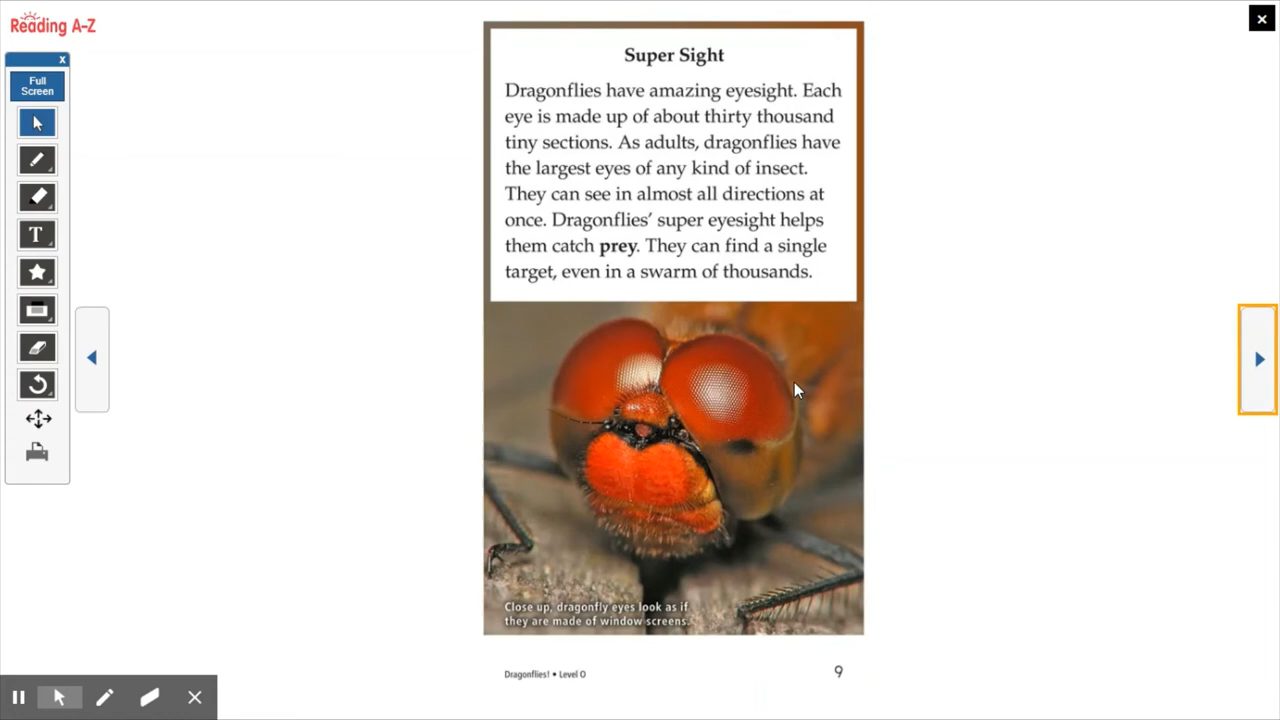 Reading A-Z
x
Full
Screen
T
Super Sight
Dragonflies have amazing eyesight. Each
eye is made up of about thirty thousand
tiny sections. As adults, dragonflies have
the largest eyes of any kind of insect.
They can see in almost all directions at
once. Dragonflies’ super eyesight helps
them catch prey. They can find a single
target, even in a swarm of thousands.
Close up, dragonfly eyes look as if
they are made of window screens.
Dragonflies! • Level O
9